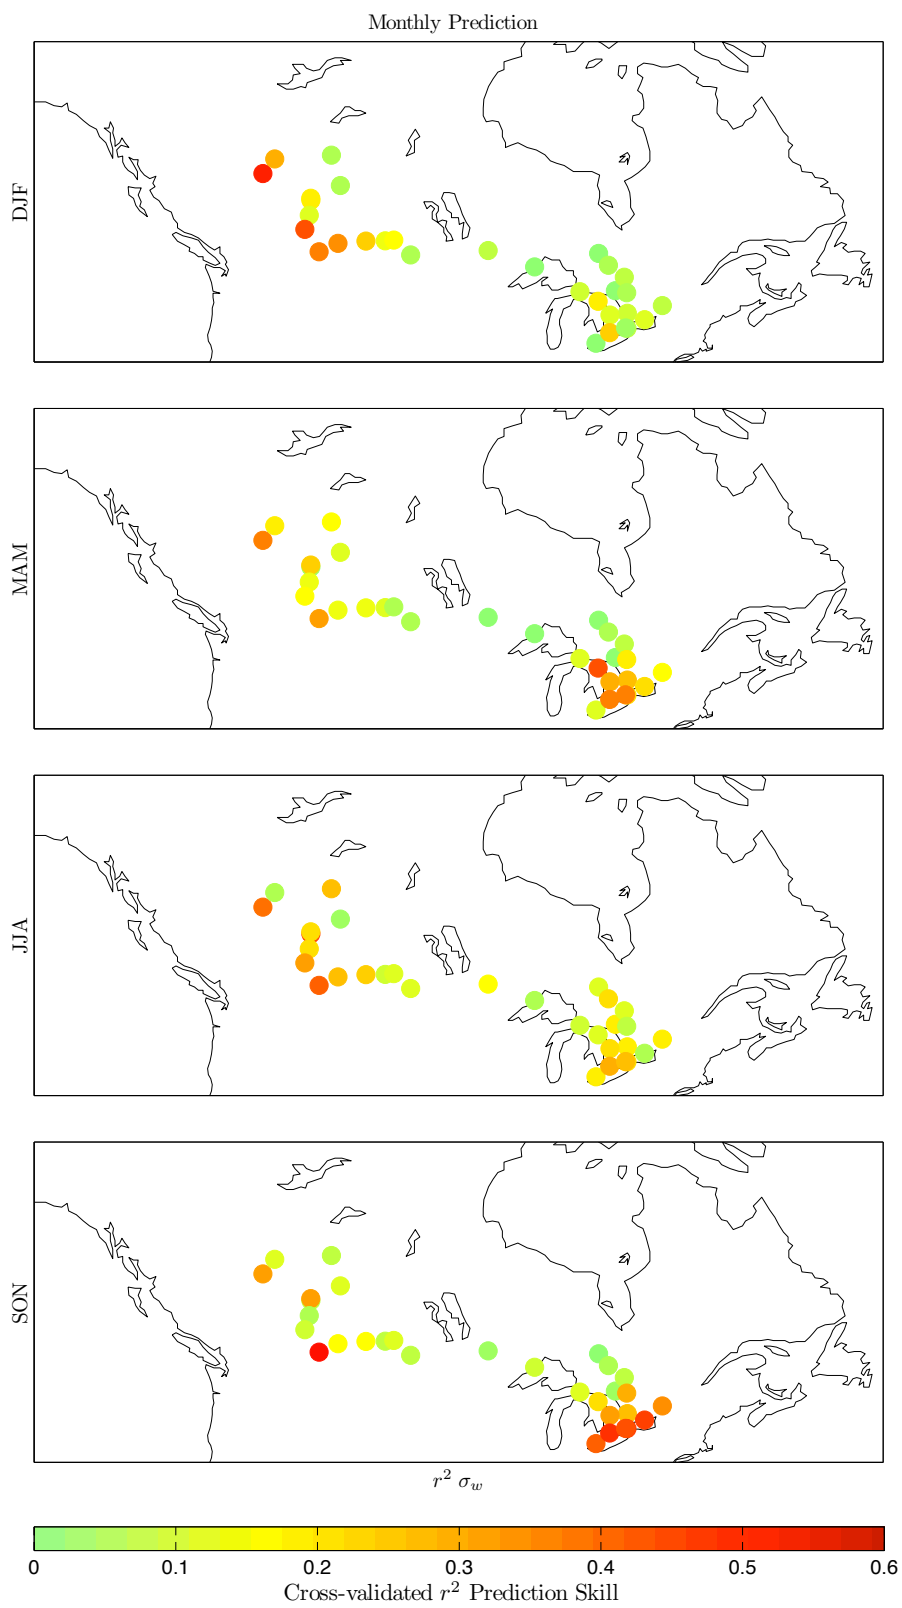 Monthly Prediction
DJF
MAM
JJA
SON
r² σ_w
0 0.1 0.2 0.3 0.4 0.5 0.6
Cross-validated r² Prediction Skill